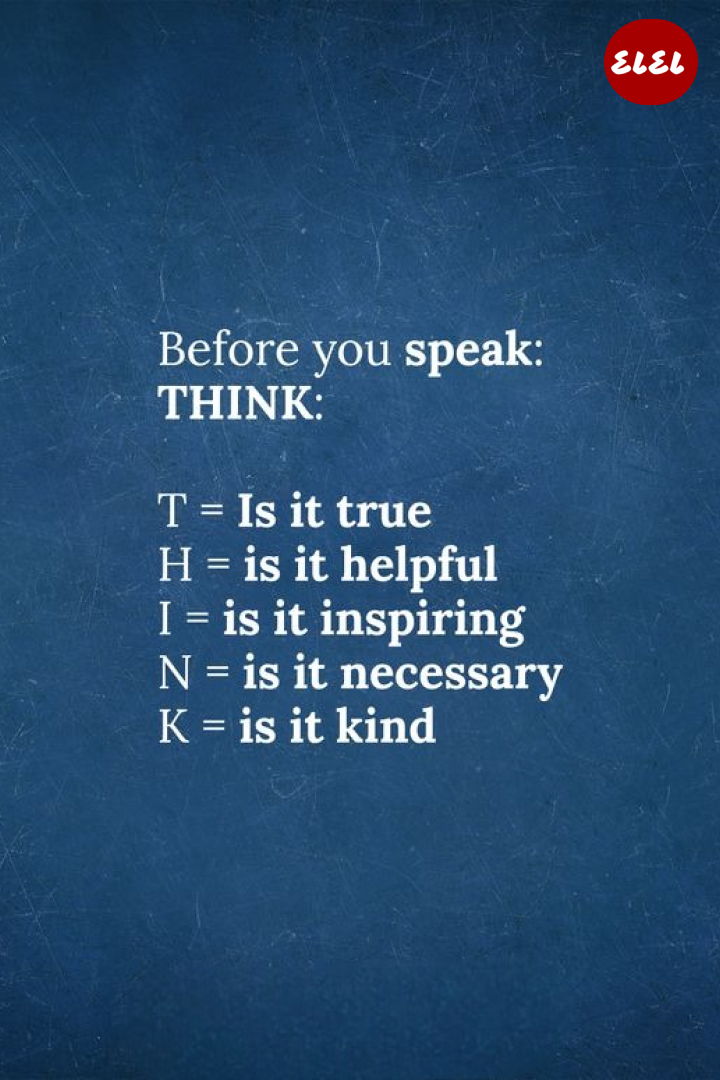 ELEL
Before you speak:
THINK:
T = Is it true
H = is it helpful
I = is it inspiring
N = is it necessary
K = is it kind